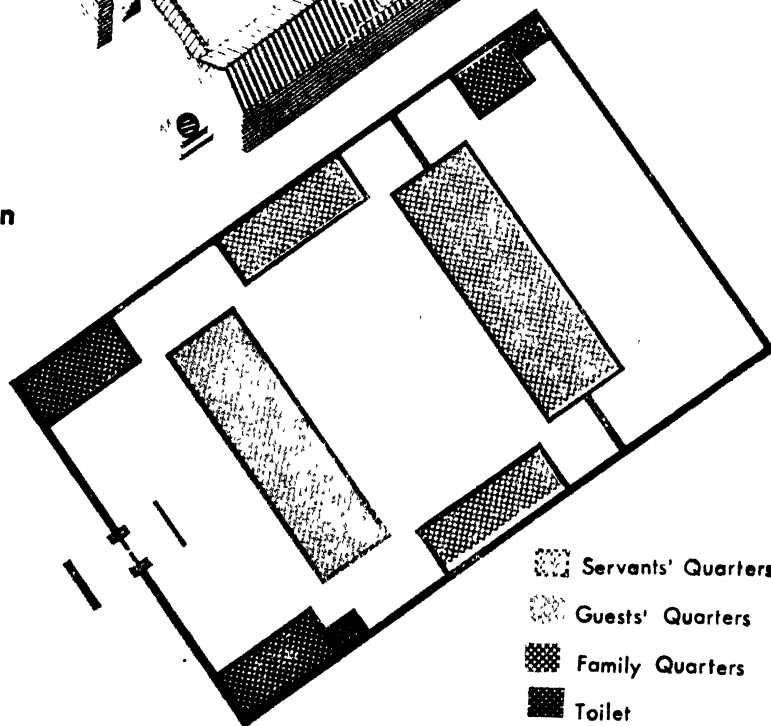 n
Servants' Quarters
Guests' Quarters
Family Quarters
Toilet